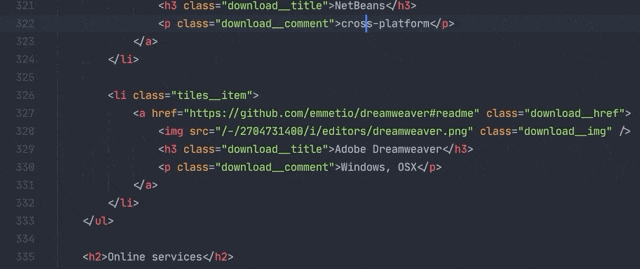 321 <h3 class="download__title">NetBeans</h3>
322 <p class="download__comment">cross-platform</p>
323 </a>
324 </li>
325
326 <li class="tiles__item">
327 <a href="https://github.com/emmetio/dreamweaver#readme" class="download__href">
328 <img src="/-/2704731400/i/editors/dreamweaver.png" class="download__img" />
329 <h3 class="download__title">Adobe Dreamweaver</h3>
330 <p class="download__comment">Windows, OSX</p>
331 </a>
332 </li>
333 </ul>
334
335 <h2>Online services</h2>